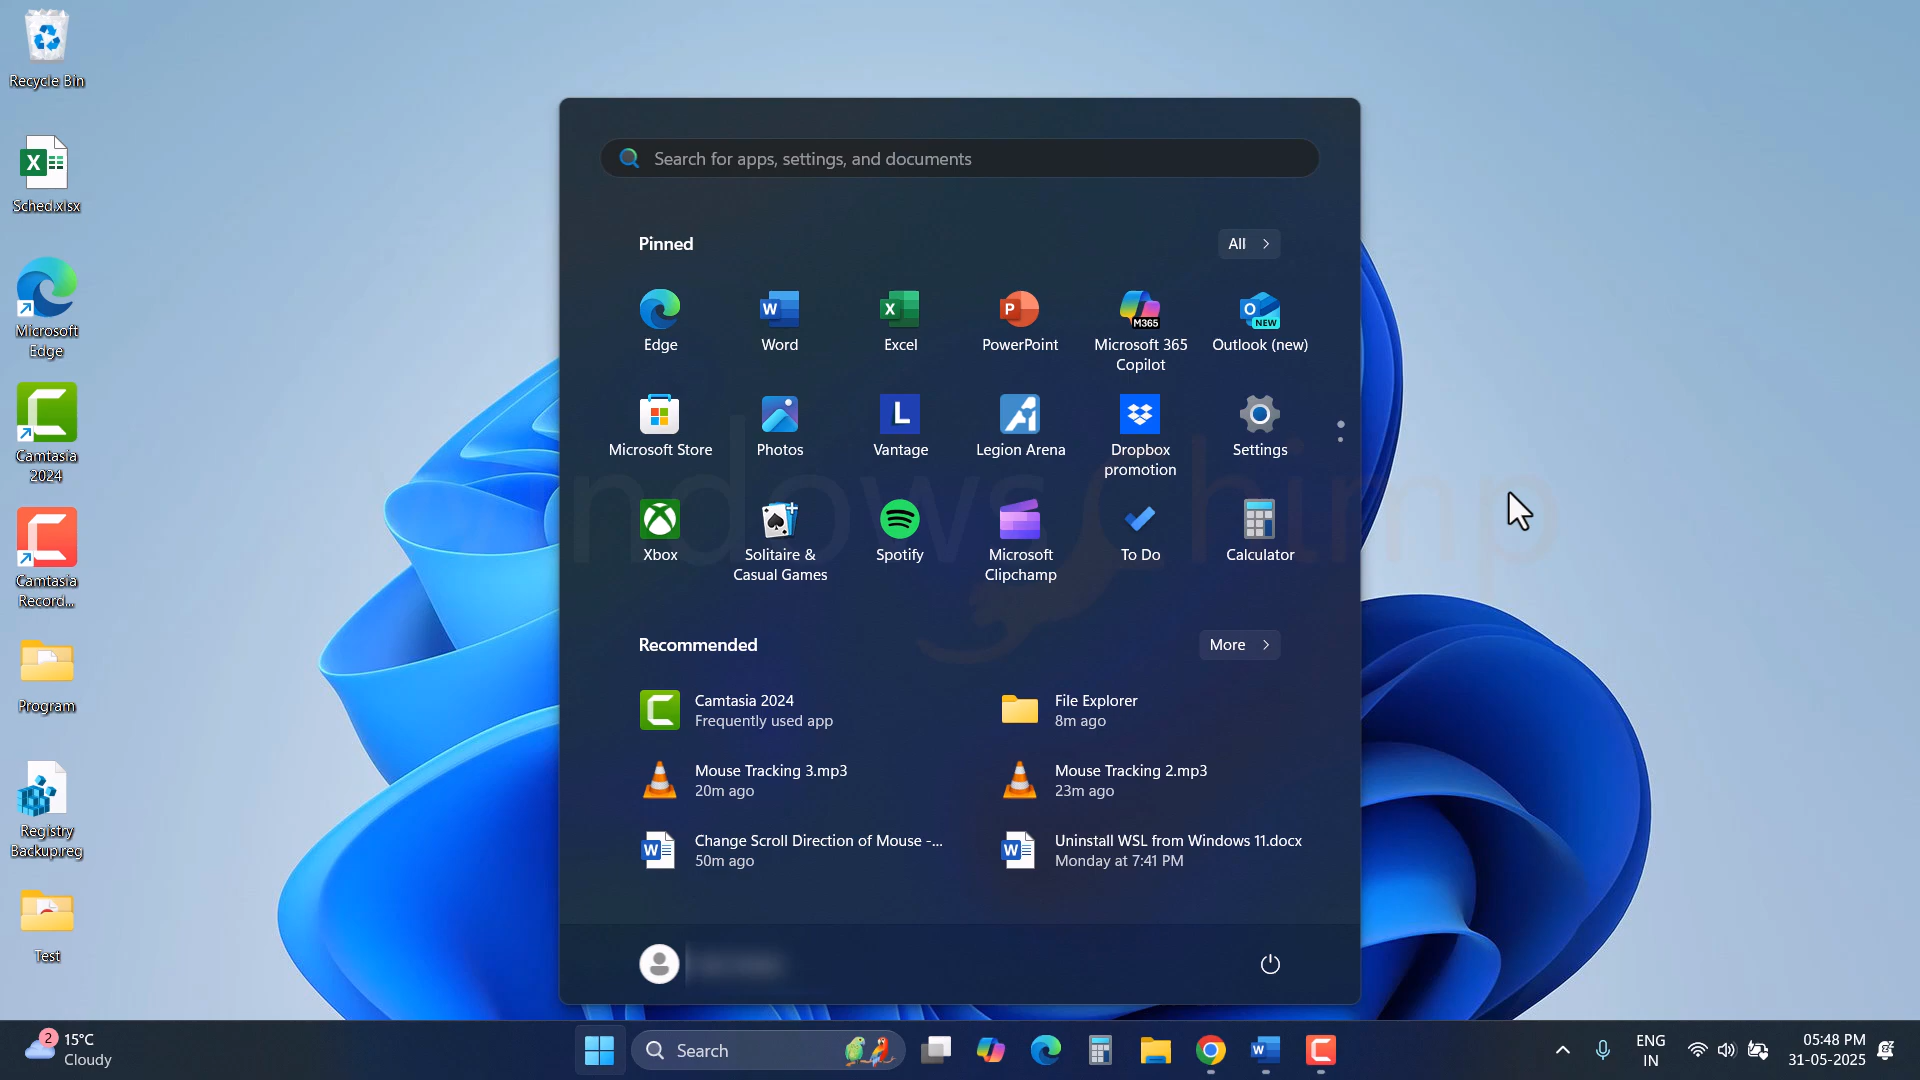 Recycle Bin
Sched.xlsx
Microsoft
Edge
Camtasia
2024
Camtasia
Record...
Program
Registry
Backup.reg
Test
Search for apps, settings, and documents
Pinned
All
Edge
Word
Excel
PowerPoint
M365
Microsoft 365
Copilot
NEW
Outlook (new)
Microsoft Store
Photos
Vantage
Legion Arena
Dropbox
promotion
Settings
Xbox
Solitaire &
Casual Games
Spotify
Microsoft
Clipchamp
To Do
Calculator
Recommended
More
Camtasia 2024
Frequently used app
File Explorer
8m ago
Mouse Tracking 3.mp3
20m ago
Mouse Tracking 2.mp3
23m ago
Change Scroll Direction of Mouse -...
50m ago
Uninstall WSL from Windows 11.docx
Monday at 7:41 PM
2
15°C
Cloudy
Search
ENG
IN
05:48 PM
31-05-2025